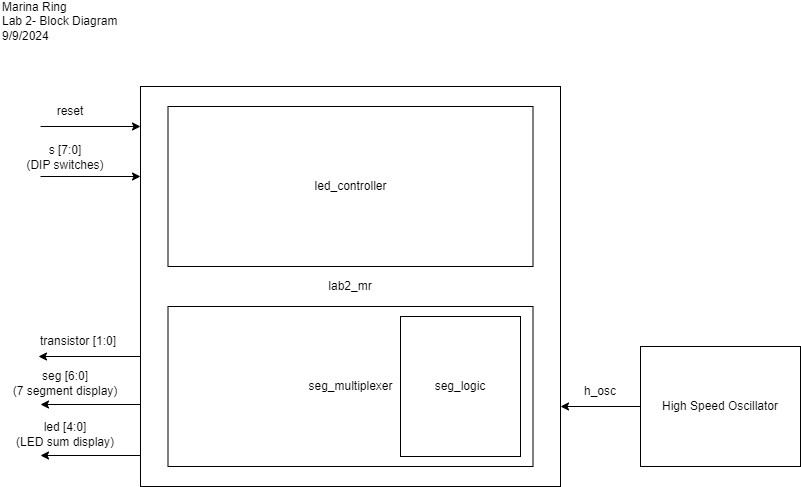 Marina Ring
Lab 2- Block Diagram
9/9/2024
reset
s [7:0]
(DIP switches)
led_controller
lab2_mr
transistor [1:0]
seg [6:0]
(7 segment display)
led [4:0]
(LED sum display)
seg_multiplexer
seg_logic
h_osc
High Speed Oscillator